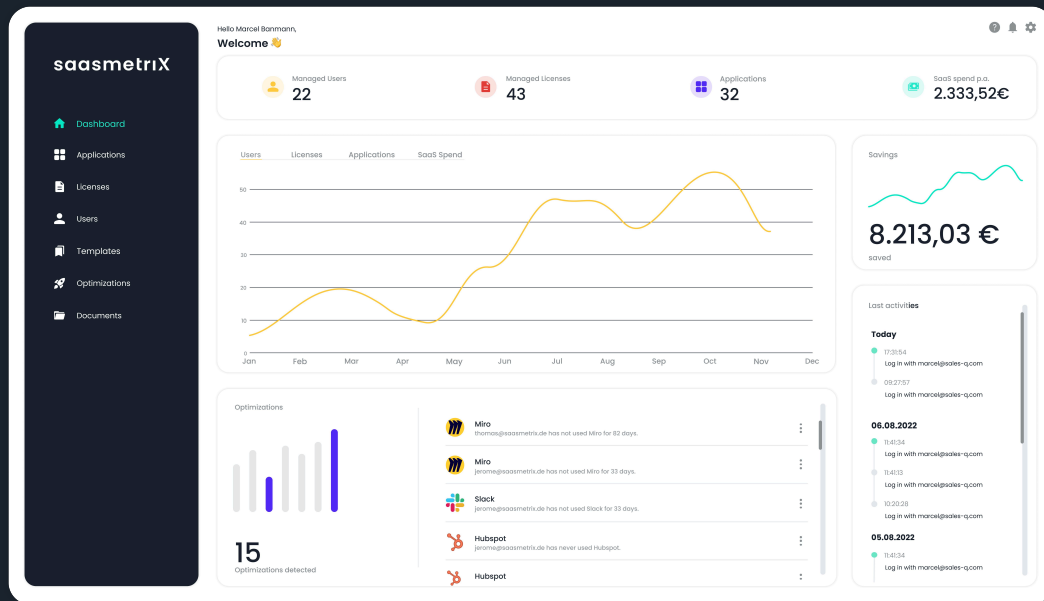 saasmetrıX
Dashboard
Applications
Licenses
Users
Templates
Optimizations
Documents
Hello Marcel Banmann,
Welcome 👋
Managed Users
22
Managed Licenses
43
Applications
32
SaaS spend p.a.
2.333,52€
Users Licenses Applications SaaS Spend
50
40
30
20
10
0
Jan Feb Mar Apr May Jun Jul Aug Sep Oct Nov Dec
Savings
8.213,03 €
saved
Optimizations
15
Optimizations detected
Miro
thomas@saasmetrix.de has not used Miro for 82 days.
Miro
jerome@saasmetrix.de has not used Miro for 33 days.
Slack
jerome@saasmetrix.de has not used Slack for 33 days.
Hubspot
jerome@saasmetrix.de has never used Hubspot.
Hubspot
Last activities
Today
17:31:54
Log in with marcel@sales-q.com
09:27:57
Log in with marcel@sales-q.com
06.08.2022
11:41:34
Log in with marcel@sales-q.com
11:41:13
Log in with marcel@sales-q.com
10:20:28
Log in with marcel@sales-q.com
05.08.2022
11:41:34
Log in with marcel@sales-q.com